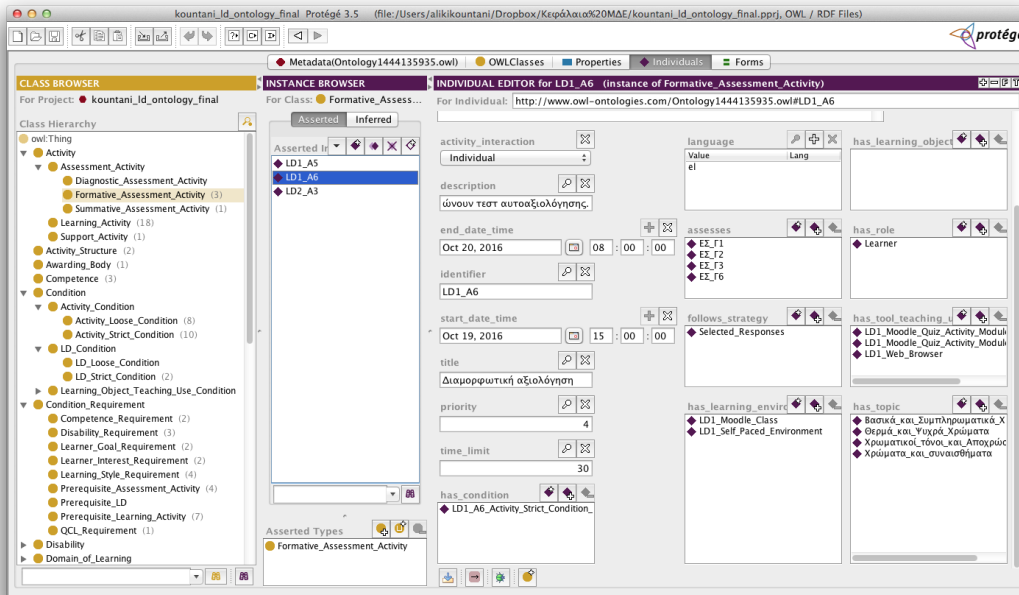 kountani_ld_ontology_final Protégé 3.5 (file:/Users/alikikountani/Dropbox/Κεφάλαια%20ΜΔΕ/kountani_ld_ontology_final.pprj, OWL / RDF Files)
protégé
Metadata(Ontology1444135935.owl) OWLClasses Properties Individuals Forms
CLASS BROWSER
For Project: kountani_ld_ontology_final
Class Hierarchy
owl:Thing
Activity
Assessment_Activity
Diagnostic_Assessment_Activity
Formative_Assessment_Activity (3)
Summative_Assessment_Activity (1)
Learning_Activity (18)
Support_Activity (1)
Activity_Structure (2)
Awarding_Body (1)
Competence (3)
Condition
Activity_Condition
Activity_Loose_Condition (8)
Activity_Strict_Condition (10)
LD_Condition
LD_Loose_Condition
LD_Strict_Condition (2)
Learning_Object_Teaching_Use_Condition
Condition_Requirement
Competence_Requirement (2)
Disability_Requirement (3)
Learner_Goal_Requirement (2)
Learner_Interest_Requirement (2)
Learning_Style_Requirement (4)
Prerequisite_Assessment_Activity (4)
Prerequisite_LD
Prerequisite_Learning_Activity (7)
QCL_Requirement (1)
Disability
Domain_of_Learning
INSTANCE BROWSER
For Class: Formative_Assess...
Asserted Inferred
Asserted Ir
LD1_A5
LD1_A6
LD2_A3
Asserted Types
Formative_Assessment_Activity
INDIVIDUAL EDITOR for LD1_A6 (instance of Formative_Assessment_Activity)
For Individual: http://www.owl-ontologies.com/Ontology1444135935.owl#LD1_A6
activity_interaction
Individual
description
ώνουν τεστ αυτοαξιολόγησης.
end_date_time
Oct 20, 2016 08 : 00 : 00
identifier
LD1_A6
start_date_time
Oct 19, 2016 15 : 00 : 00
title
Διαμορφωτική αξιολόγηση
priority
4
time_limit
30
has_condition
LD1_A6_Activity_Strict_Condition_
language
Value Lang
el
assesses
ΕΣ_Γ1
ΕΣ_Γ2
ΕΣ_Γ3
ΕΣ_Γ6
follows_strategy
Selected_Responses
has_learning_enviro
LD1_Moodle_Class
LD1_Self_Paced_Environment
has_learning_object
has_role
Learner
has_tool_teaching_u
LD1_Moodle_Quiz_Activity_Modul
LD1_Moodle_Quiz_Activity_Modul
LD1_Web_Browser
has_topic
Βασικά_και_Συμπληρωματικά_Χ
Θερμά_και_Ψυχρά_Χρώματα
Χρωματικοί_τόνοι_και_Αποχρώσ
Χρώματα_και_συναισθήματα